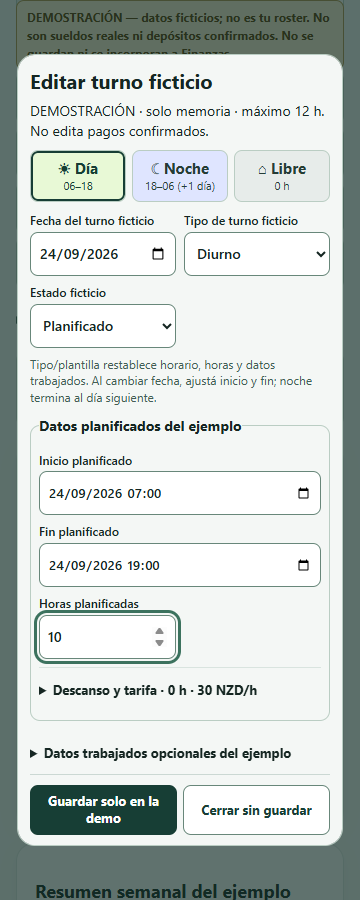 DEMOSTRACIÓN — datos ficticios; no es tu roster. No
son sueldos reales ni depósitos confirmados. No se
guardan ni se incorporan a Finanzas.
Editar turno ficticio
DEMOSTRACIÓN · solo memoria · máximo 12 h.
No edita pagos confirmados.
☀ Día
06–18
☾ Noche
18–06 (+1 día)
⌂ Libre
0 h
Fecha del turno ficticio
24/09/2026
Tipo de turno ficticio
Diurno
Estado ficticio
Planificado
Tipo/plantilla restablece horario, horas y datos
trabajados. Al cambiar fecha, ajustá inicio y fin; noche
termina al día siguiente.
Datos planificados del ejemplo
Inicio planificado
24/09/2026 07:00
Fin planificado
24/09/2026 19:00
Horas planificadas
10
▶ Descanso y tarifa · 0 h · 30 NZD/h
▶ Datos trabajados opcionales del ejemplo
Guardar solo en la
demo
Cerrar sin guardar
Resumen semanal del ejemplo